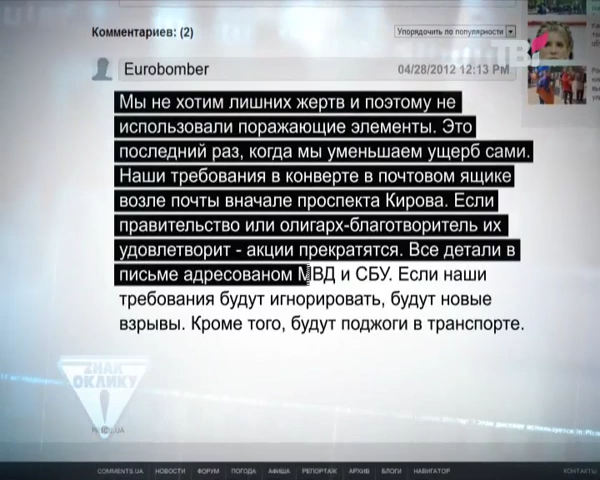 Комментариев: (2)
Упорядочить по популярности
ТВi
Eurobomber
04/28/2012 12:13 PM
Мы не хотим лишних жертв и поэтому не
использовали поражающие элементы. Это
последний раз, когда мы уменьшаем ущерб сами.
Наши требования в конверте в почтовом ящике
возле почты вначале проспекта Кирова. Если
правительство или олигарх-благотворитель их
удовлетворит - акции прекратятся. Все детали в
письме адресованом МВД и СБУ. Если наши
требования будут игнорировать, будут новые
взрывы. Кроме того, будут поджоги в транспорте.
ZНАК
ОКЛИКУ
COMMENTS.UA НОВОСТИ ФОРУМ ПОГОДА АФИША РЕПОРТАЖ АРХИВ БЛОГИ НАВИГАТОР КОНТАКТЫ